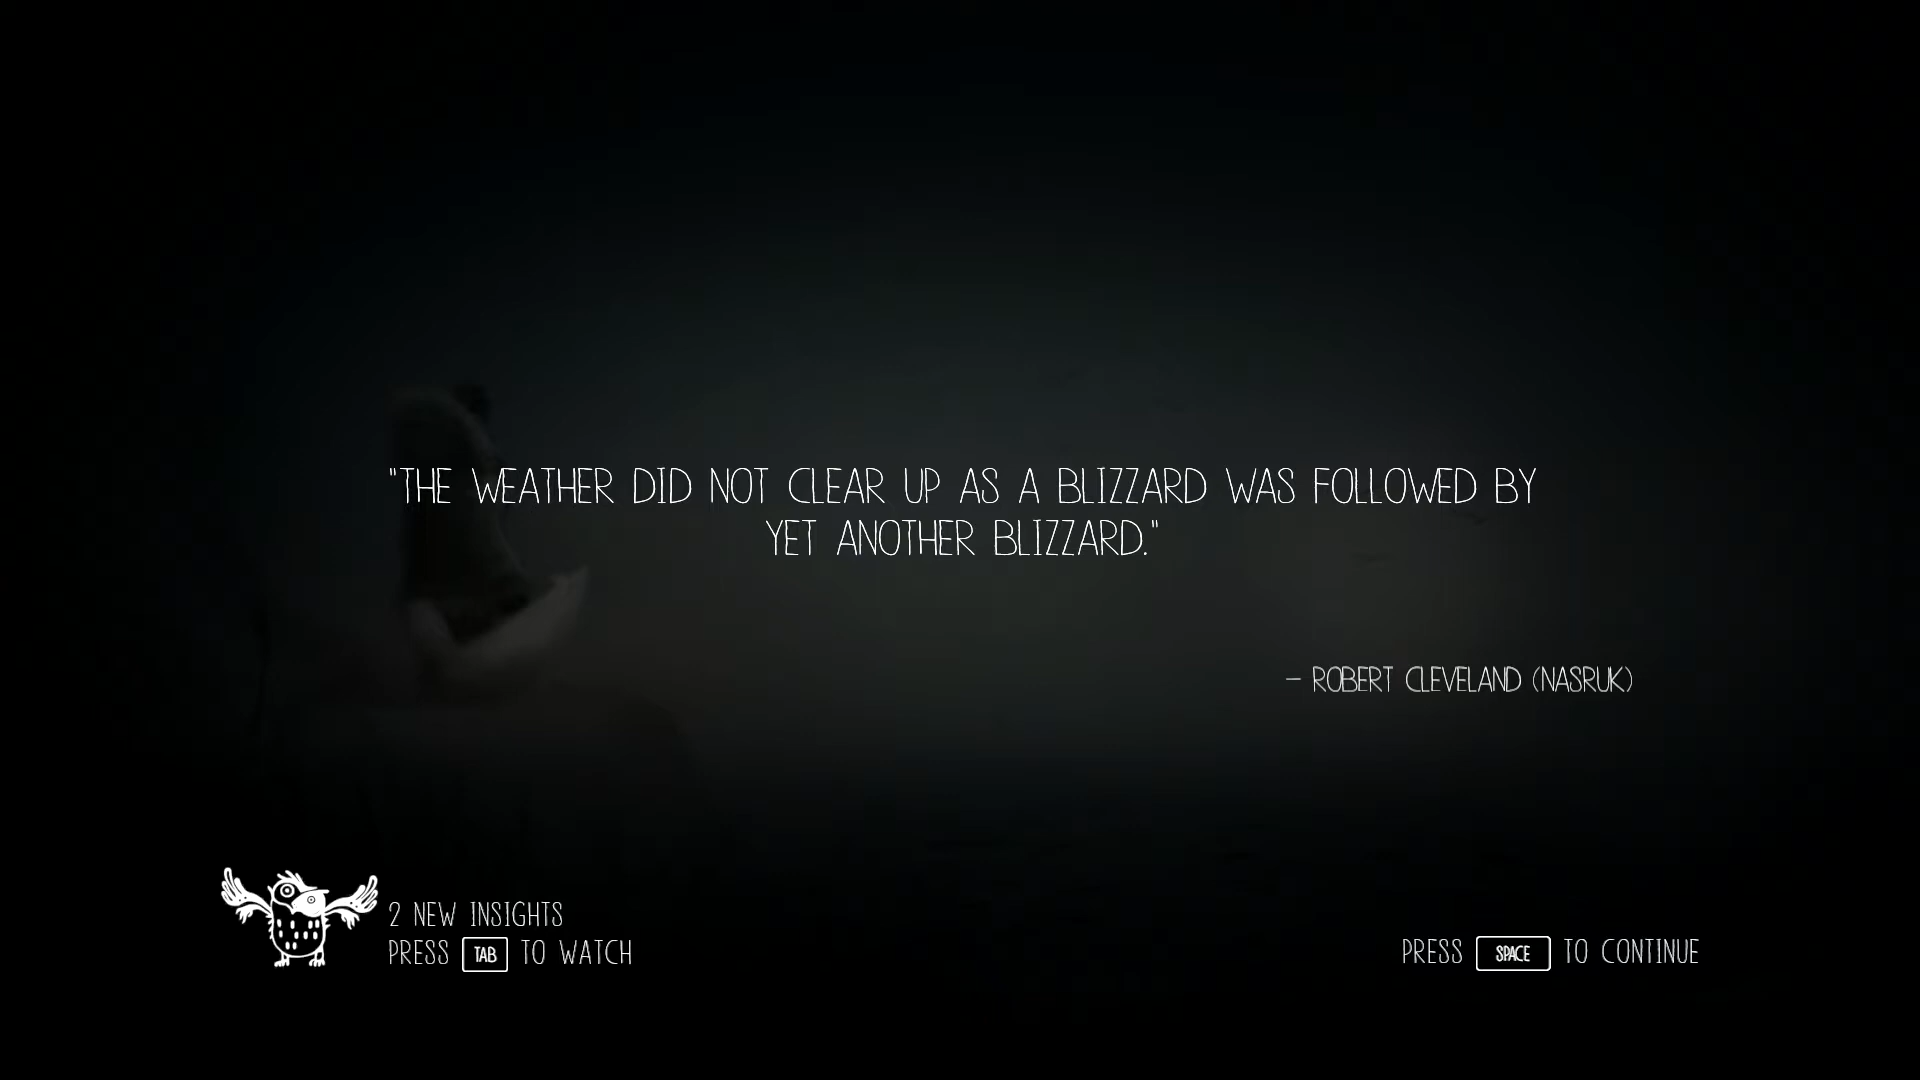 "THE WEATHER DID NOT CLEAR UP AS A BLIZZARD WAS FOLLOWED BY
YET ANOTHER BLIZZARD."
– ROBERT CLEVELAND (NASRUK)
2 NEW INSIGHTS
PRESS TAB TO WATCH
PRESS SPACE TO CONTINUE